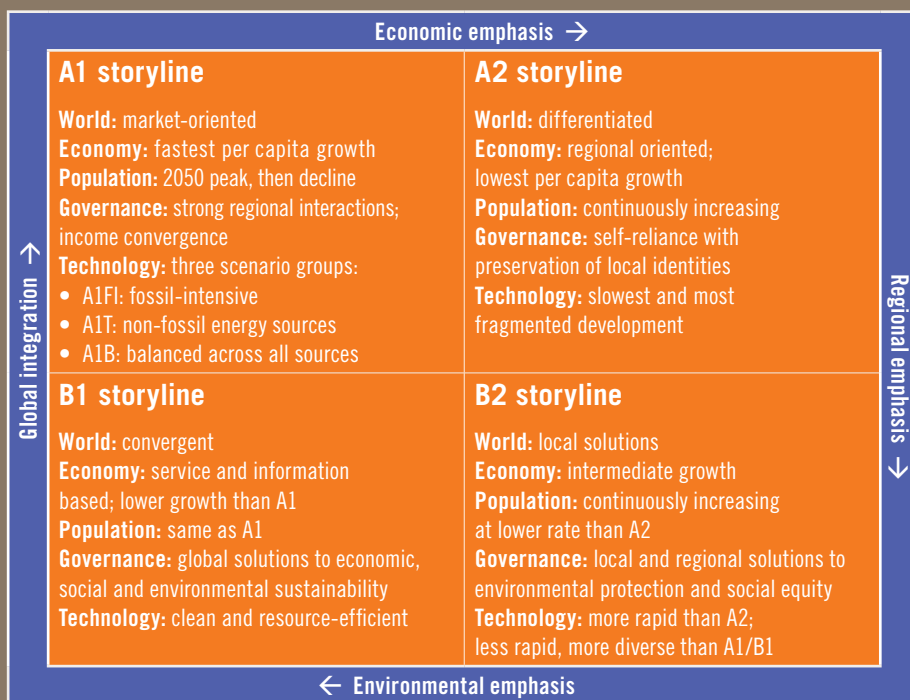 Economic emphasis →
A1 storyline
World: market-oriented
Economy: fastest per capita growth
Population: 2050 peak, then decline
Governance: strong regional interactions;
income convergence
Technology: three scenario groups:
• A1FI: fossil-intensive
• A1T: non-fossil energy sources
• A1B: balanced across all sources
A2 storyline
World: differentiated
Economy: regional oriented;
lowest per capita growth
Population: continuously increasing
Governance: self-reliance with
preservation of local identities
Technology: slowest and most
fragmented development
B1 storyline
World: convergent
Economy: service and information
based; lower growth than A1
Population: same as A1
Governance: global solutions to economic,
social and environmental sustainability
Technology: clean and resource-efficient
B2 storyline
World: local solutions
Economy: intermediate growth
Population: continuously increasing
at lower rate than A2
Governance: local and regional solutions to
environmental protection and social equity
Technology: more rapid than A2;
less rapid, more diverse than A1/B1
Global integration →
Regional emphasis →
← Environmental emphasis